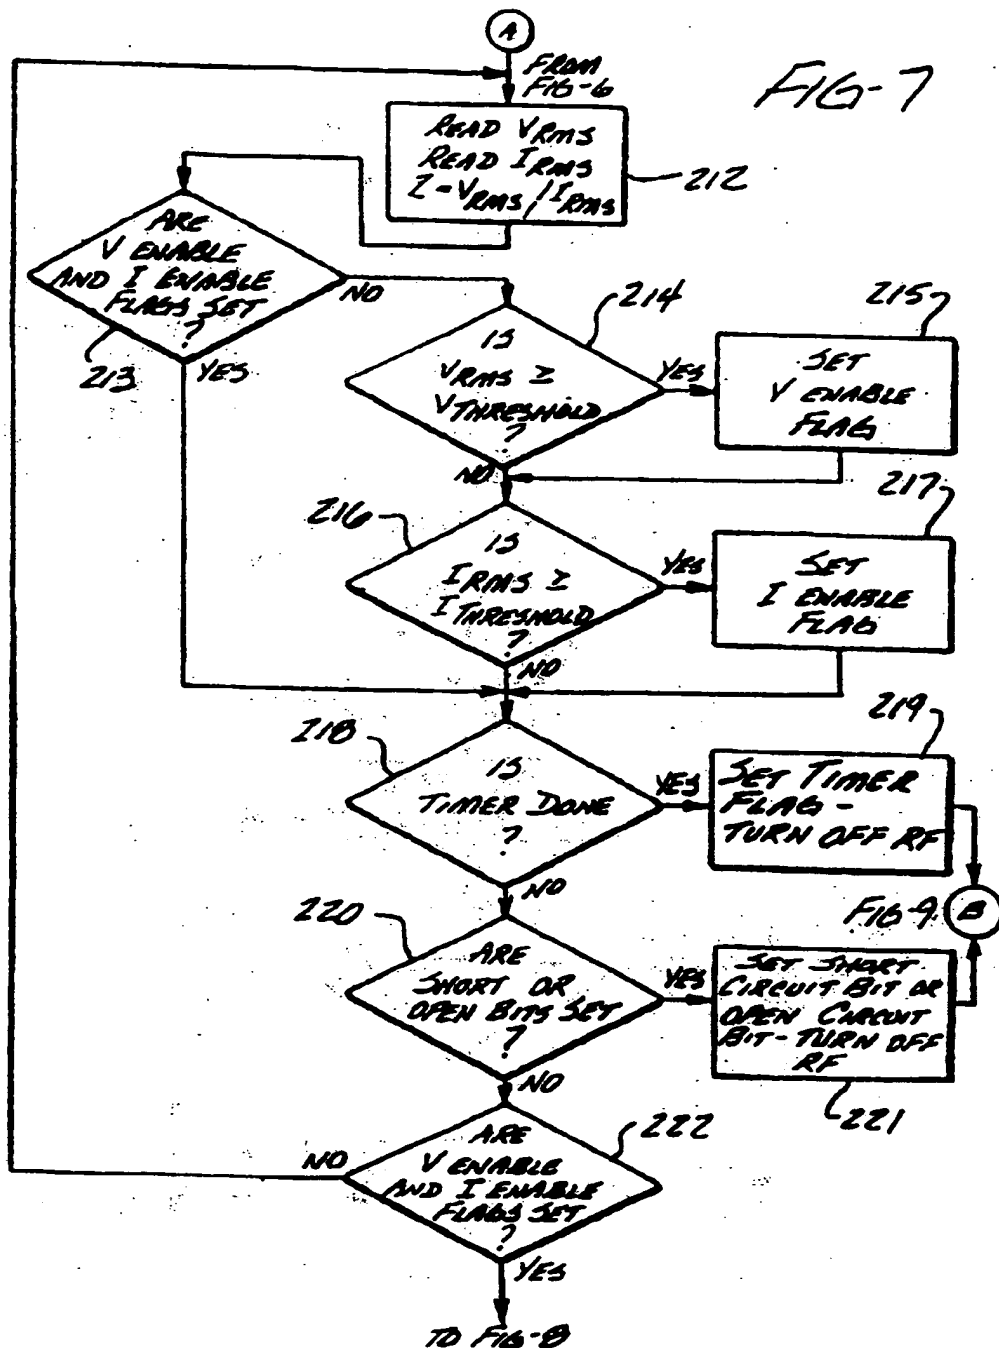 A
FROM
FIG-6
FIG-7
READ VRMS
READ IRMS
Z = VRMS / IRMS
212
ARE
V ENABLE
AND I ENABLE
FLAGS SET
?
213
NO
YES
214
IS
VRMS ≥
VTHRESHOLD
?
YES
NO
215
SET
V ENABLE
FLAG
216
IS
IRMS ≥
ITHRESHOLD
?
YES
NO
217
SET
I ENABLE
FLAG
218
IS
TIMER DONE
?
YES
NO
219
SET TIMER
FLAG -
TURN OFF RF
FIG-9
B
220
ARE
SHORT OR
OPEN BITS SET
?
YES
NO
SET SHORT
CIRCUIT BIT OR
OPEN CIRCUIT
BIT - TURN OFF
RF
221
222
ARE
V ENABLE
AND I ENABLE
FLAGS SET
?
NO
YES
TO FIG-8